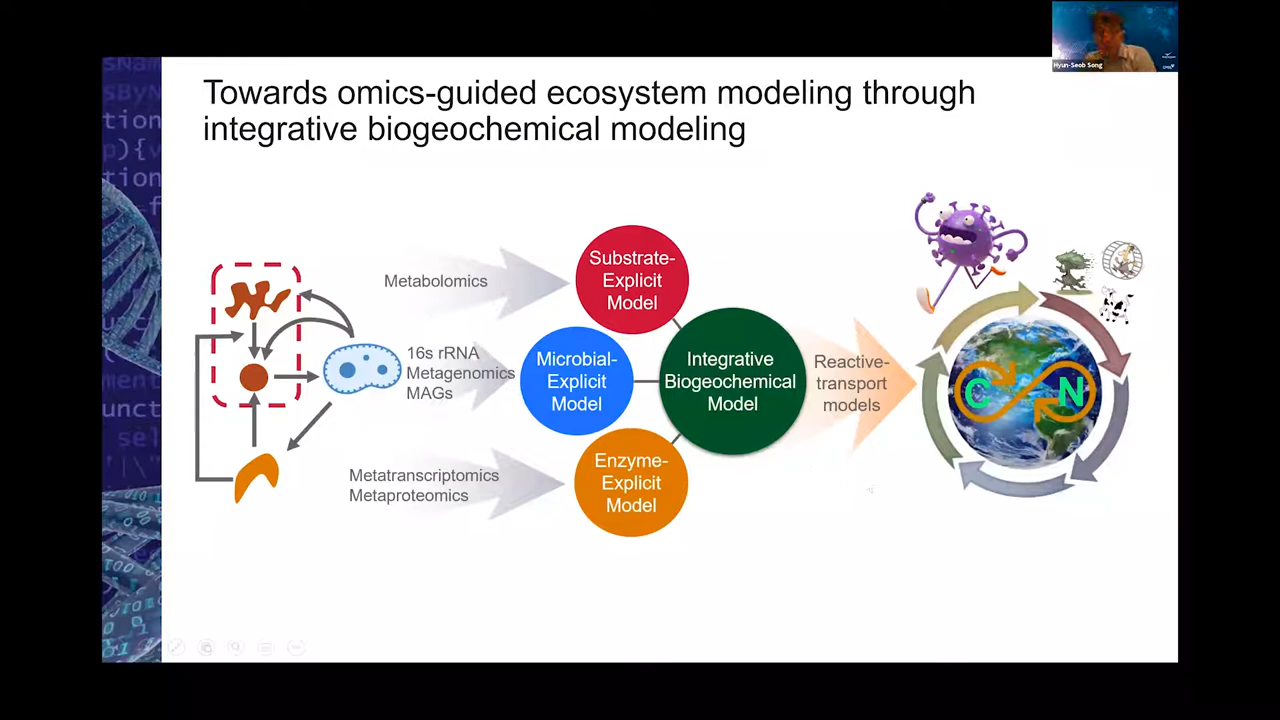 Hyun-Seob Song
Towards omics-guided ecosystem modeling through
integrative biogeochemical modeling
Metabolomics
16s rRNA
Metagenomics
MAGs
Metatranscriptomics
Metaproteomics
Substrate-
Explicit
Model
Microbial-
Explicit
Model
Enzyme-
Explicit
Model
Integrative
Biogeochemical
Model
Reactive-
transport
models
C
N